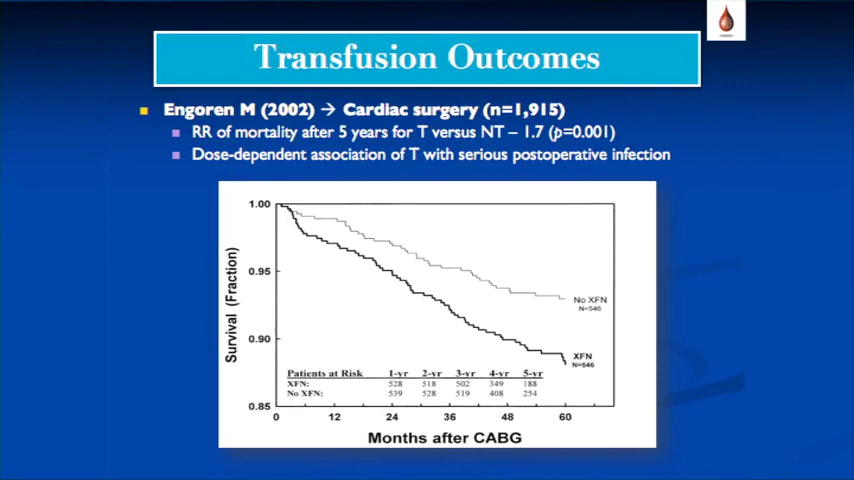 Transfusion Outcomes
Engoren M (2002) → Cardiac surgery (n=1,915)
RR of mortality after 5 years for T versus NT – 1.7 (p=0.001)
Dose-dependent association of T with serious postoperative infection
1.00
0.95
0.90
0.85
Survival (Fraction)
No XFN
N=546
XFN
N=546
Patients at Risk 1-yr 2-yr 3-yr 4-yr 5-yr
XFN: 528 518 502 349 188
No XFN: 539 528 519 408 254
0 12 24 36 48 60
Months after CABG